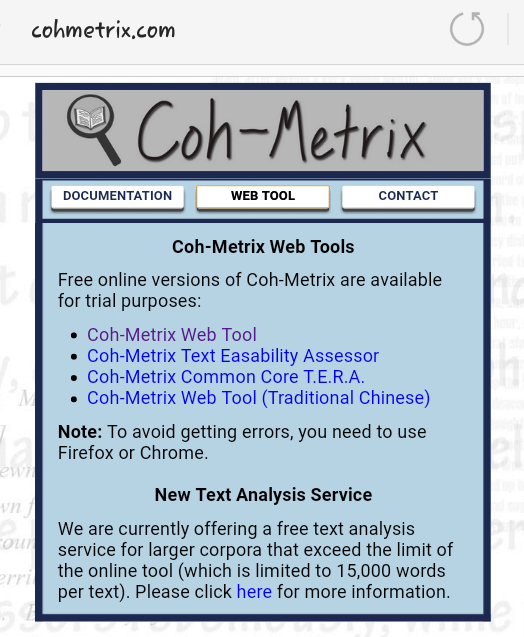 cohmetrix.com
Coh-Metrix
DOCUMENTATION WEB TOOL CONTACT
Coh-Metrix Web Tools
Free online versions of Coh-Metrix are available
for trial purposes:
• Coh-Metrix Web Tool
• Coh-Metrix Text Easability Assessor
• Coh-Metrix Common Core T.E.R.A.
• Coh-Metrix Web Tool (Traditional Chinese)
Note: To avoid getting errors, you need to use
Firefox or Chrome.
New Text Analysis Service
We are currently offering a free text analysis
service for larger corpora that exceed the limit of
the online tool (which is limited to 15,000 words
per text). Please click here for more information.